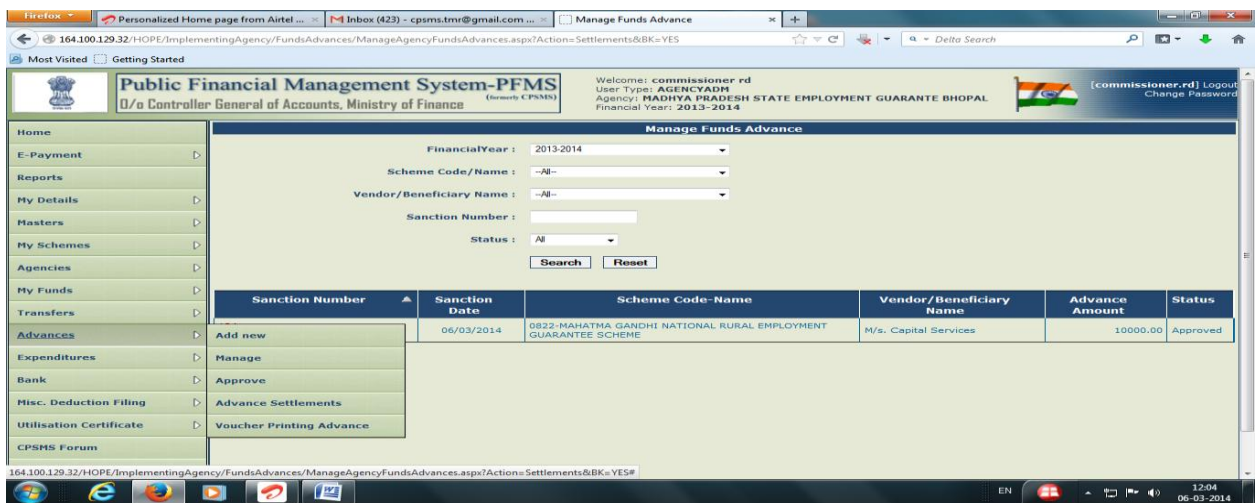 Firefox
Personalized Home page from Airtel ...
Inbox (423) - cpsms.tmr@gmail.com ...
Manage Funds Advance
164.100.129.32/HOPE/ImplementingAgency/FundsAdvances/ManageAgencyFundsAdvances.aspx?Action=Settlements&BK=YES
Delta Search
Most Visited Getting Started
Public Financial Management System-PFMS
(formerly CPSMS)
O/o Controller General of Accounts, Ministry of Finance
Welcome: commissioner rd
User Type: AGENCYADM
Agency: MADHYA PRADESH STATE EMPLOYMENT GUARANTE BHOPAL
Financial Year: 2013-2014
[commissioner.rd] Logout
Change Password
Home
E-Payment
Reports
My Details
Masters
My Schemes
Agencies
My Funds
Transfers
Advances
Expenditures
Bank
Misc. Deduction Filing
Utilisation Certificate
CPSMS Forum
Add new
Manage
Approve
Advance Settlements
Voucher Printing Advance
Manage Funds Advance
FinancialYear : 2013-2014
Scheme Code/Name : --All--
Vendor/Beneficiary Name : --All--
Sanction Number :
Status : All
Search Reset
Sanction Number Sanction Date Scheme Code-Name Vendor/Beneficiary Name Advance Amount Status
06/03/2014 0822-MAHATMA GANDHI NATIONAL RURAL EMPLOYMENT GUARANTEE SCHEME M/s. Capital Services 10000.00 Approved
164.100.129.32/HOPE/ImplementingAgency/FundsAdvances/ManageAgencyFundsAdvances.aspx?Action=Settlements&BK=YES#
EN
12:04
06-03-2014